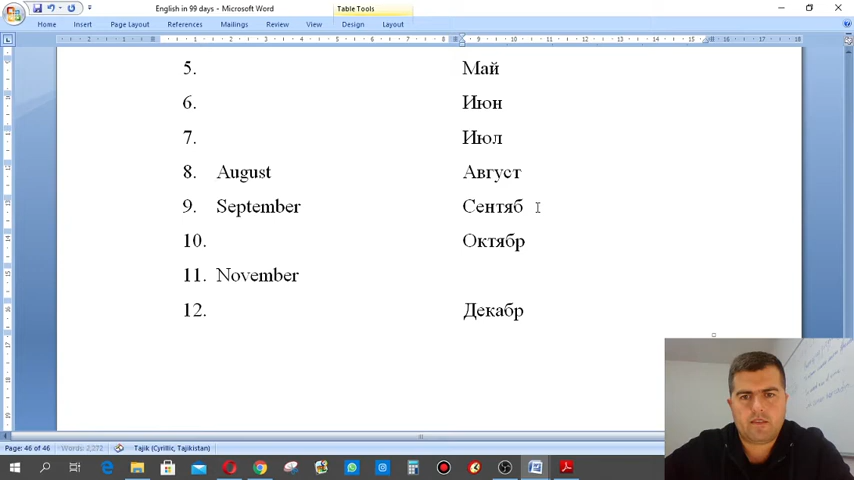 English in 99 days - Microsoft Word
Table Tools
Home Insert Page Layout References Mailings Review View Design Layout
5. Май
6. Июн
7. Июл
8. August Август
9. September Сентяб
10. Октябр
11. November
12. Декабр
Page: 46 of 46 Words: 2,272 Tajik (Cyrillic, Tajikistan)